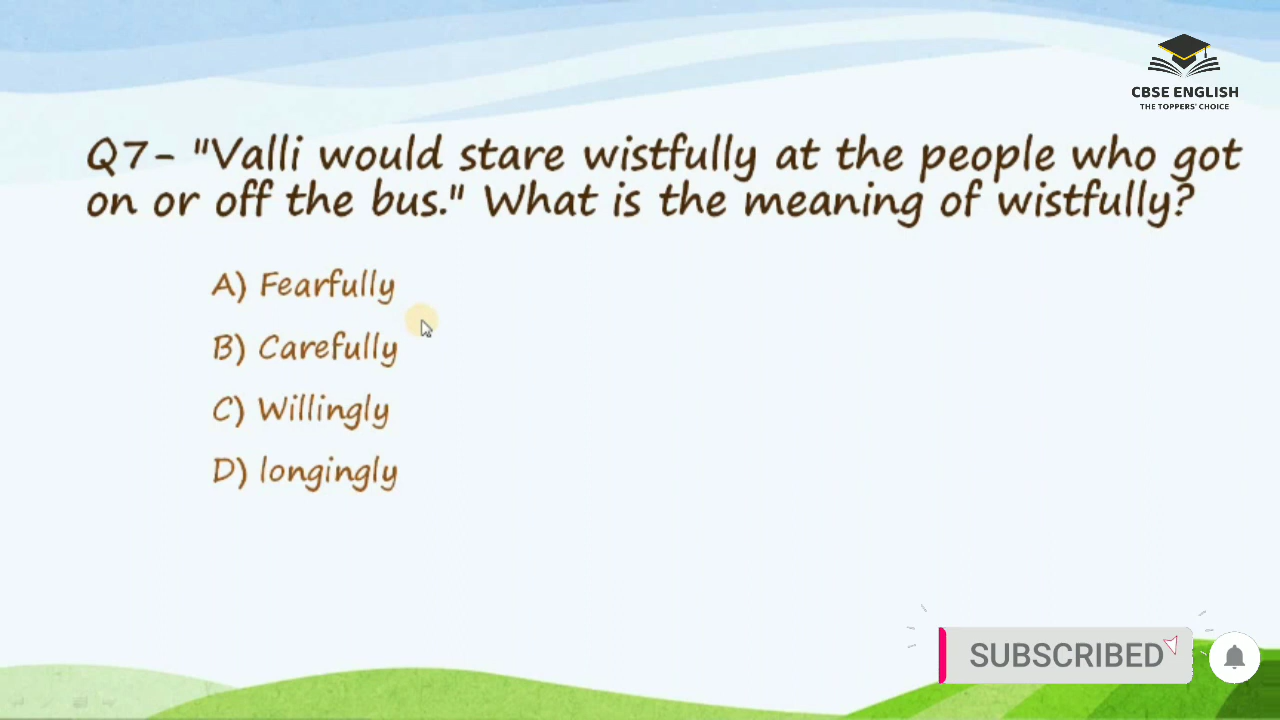 CBSE ENGLISH
THE TOPPERS' CHOICE
Q7- "Valli would stare wistfully at the people who got
on or off the bus." What is the meaning of wistfully?
A) Fearfully
B) Carefully
C) Willingly
D) longingly
SUBSCRIBED